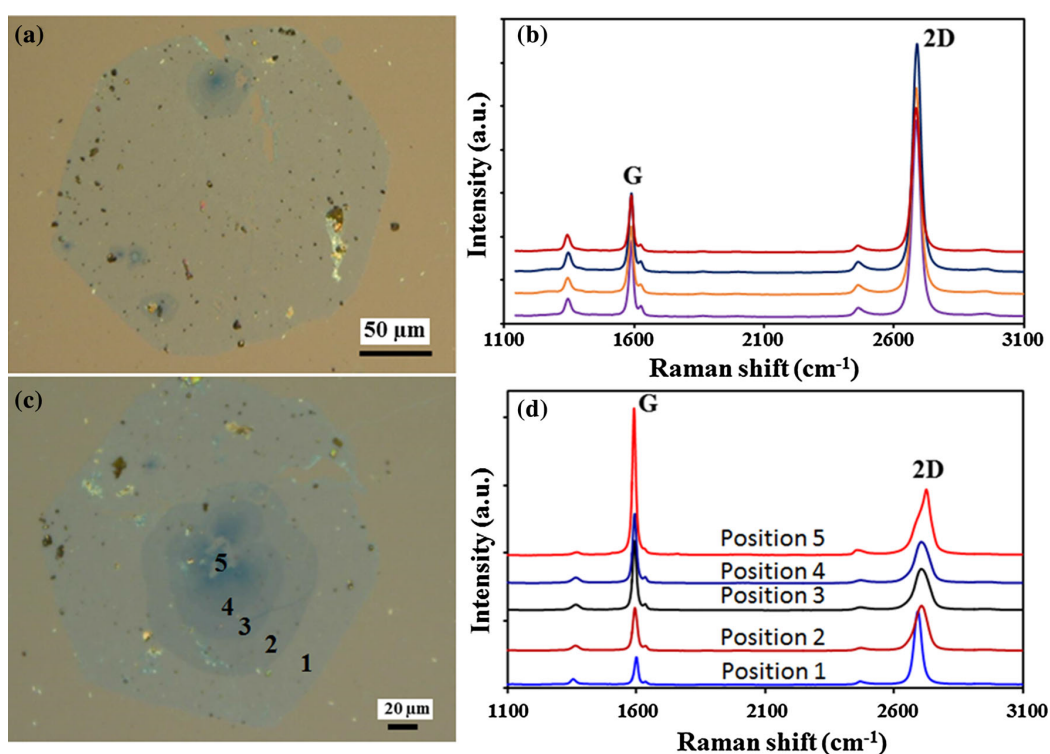 (a)
50 μm
(b)
2D
G
Intensity (a.u.)
1100 1600 2100 2600 3100
Raman shift (cm-1)
(c)
5
4
3
2
1
20 μm
(d)
G
2D
Position 5
Position 4
Position 3
Position 2
Position 1
Intensity (a.u.)
1100 1600 2100 2600 3100
Raman shift (cm-1)